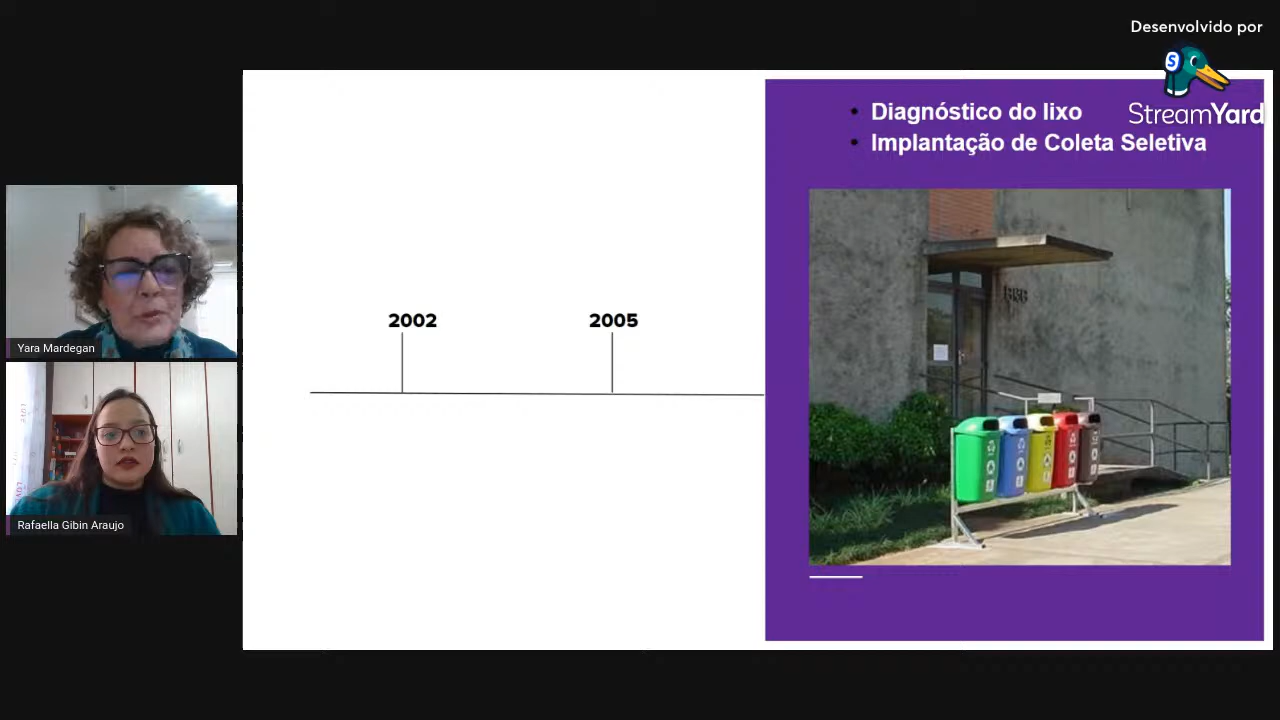 Desenvolvido por
StreamYard
• Diagnóstico do lixo
• Implantação de Coleta Seletiva
2002
2005
Yara Mardegan
Rafaella Gibin Araujo